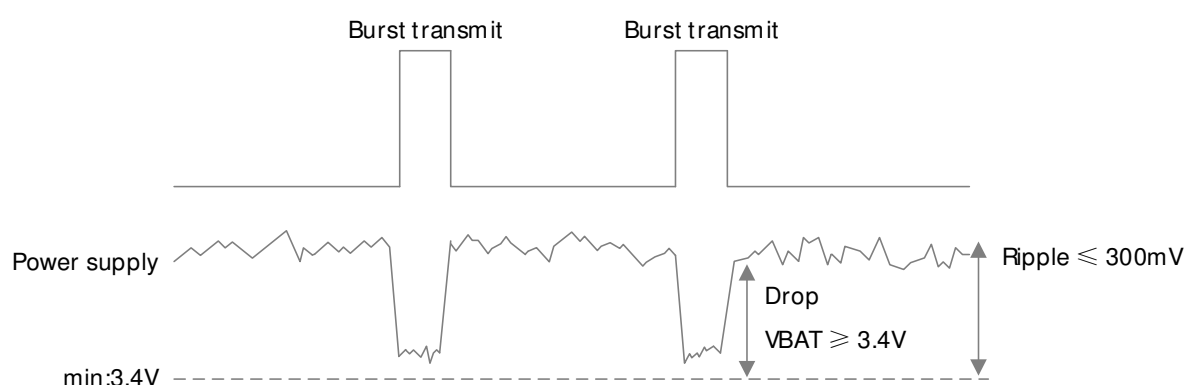 Burst transmit
Burst transmit
Power supply
Ripple ≤ 300mV
Drop
VBAT ≥ 3.4V
min:3.4V